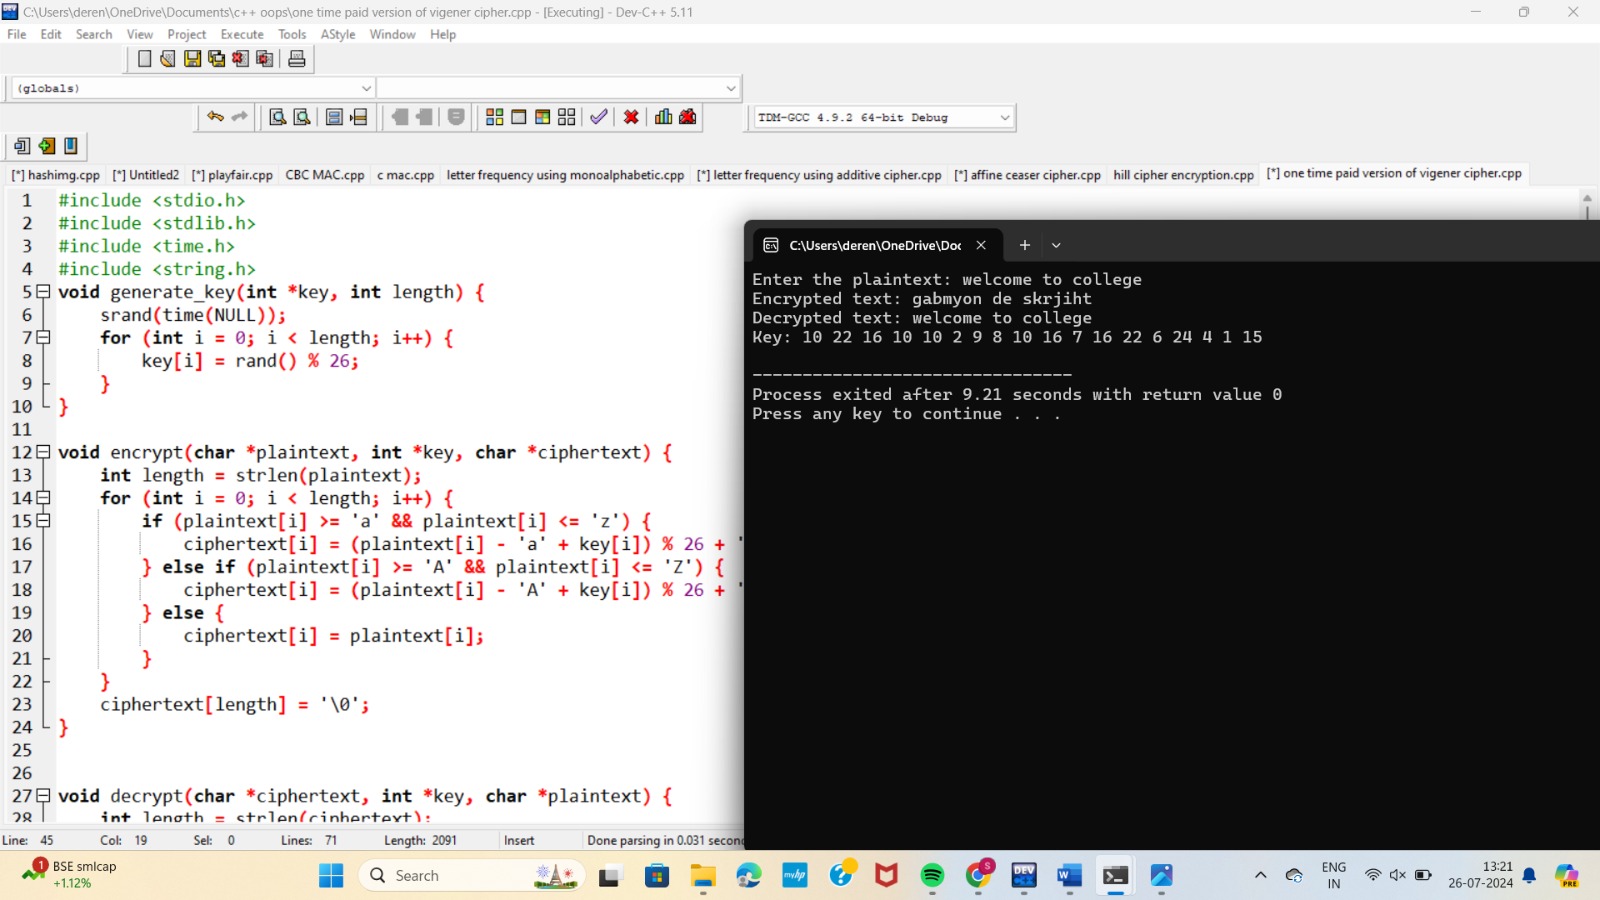 C:\Users\deren\OneDrive\Documents\c++ oops\one time paid version of vigener cipher.cpp - [Executing] - Dev-C++ 5.11
File Edit Search View Project Execute Tools AStyle Window Help
(globals)
TDM-GCC 4.9.2 64-bit Debug
[*] hashimg.cpp [*] Untitled2 [*] playfair.cpp CBC MAC.cpp c mac.cpp letter frequency using monoalphabetic.cpp [*] letter frequency using additive cipher.cpp [*] affine ceaser cipher.cpp hill cipher encryption.cpp [*] one time paid version of vigener cipher.cpp
1 #include <stdio.h>
2 #include <stdlib.h>
3 #include <time.h>
4 #include <string.h>
5 void generate_key(int *key, int length) {
6 srand(time(NULL));
7 for (int i = 0; i < length; i++) {
8 key[i] = rand() % 26;
9 }
10 }
11
12 void encrypt(char *plaintext, int *key, char *ciphertext) {
13 int length = strlen(plaintext);
14 for (int i = 0; i < length; i++) {
15 if (plaintext[i] >= 'a' && plaintext[i] <= 'z') {
16 ciphertext[i] = (plaintext[i] - 'a' + key[i]) % 26 + '
17 } else if (plaintext[i] >= 'A' && plaintext[i] <= 'Z') {
18 ciphertext[i] = (plaintext[i] - 'A' + key[i]) % 26 + '
19 } else {
20 ciphertext[i] = plaintext[i];
21 }
22 }
23 ciphertext[length] = '\0';
24 }
25
26
27 void decrypt(char *ciphertext, int *key, char *plaintext) {
28 int length = strlen(ciphertext);
C:\Users\deren\OneDrive\Doc
Enter the plaintext: welcome to college
Encrypted text: gabmyon de skrjiht
Decrypted text: welcome to college
Key: 10 22 16 10 10 2 9 8 10 16 7 16 22 6 24 4 1 15
--------------------------------
Process exited after 9.21 seconds with return value 0
Press any key to continue . . .
Line: 45 Col: 19 Sel: 0 Lines: 71 Length: 2091 Insert Done parsing in 0.031 second
1 BSE smlcap
+1.12%
Search
DEV
myhp
S
DEV
W
PRE
ENG
IN
13:21
26-07-2024